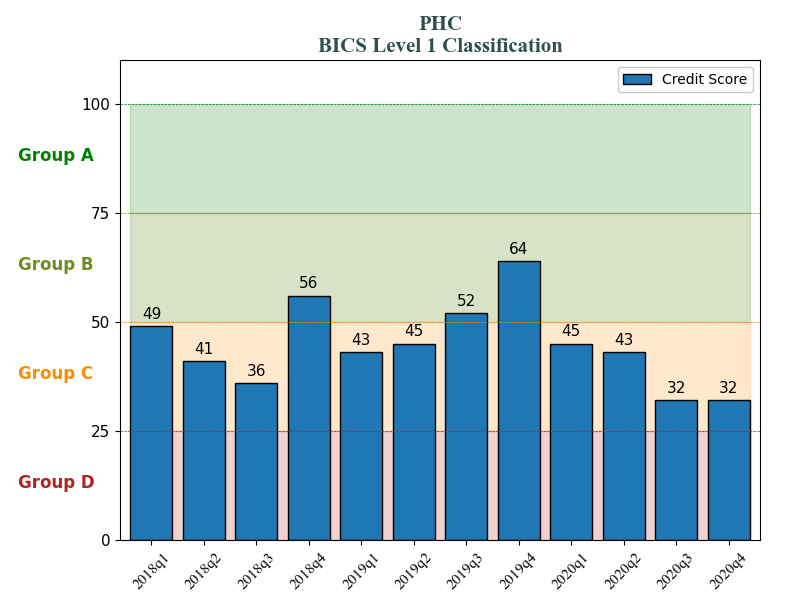 PHC
BICS Level 1 Classification
Credit Score
100
Group A
75
Group B
64
56
52
50
49
45
45
43
43
41
Group C
36
32
32
25
Group D
0
2018q1
2018q2
2018q3
2018q4
2019q1
2019q2
2019q3
2019q4
2020q1
2020q2
2020q3
2020q4